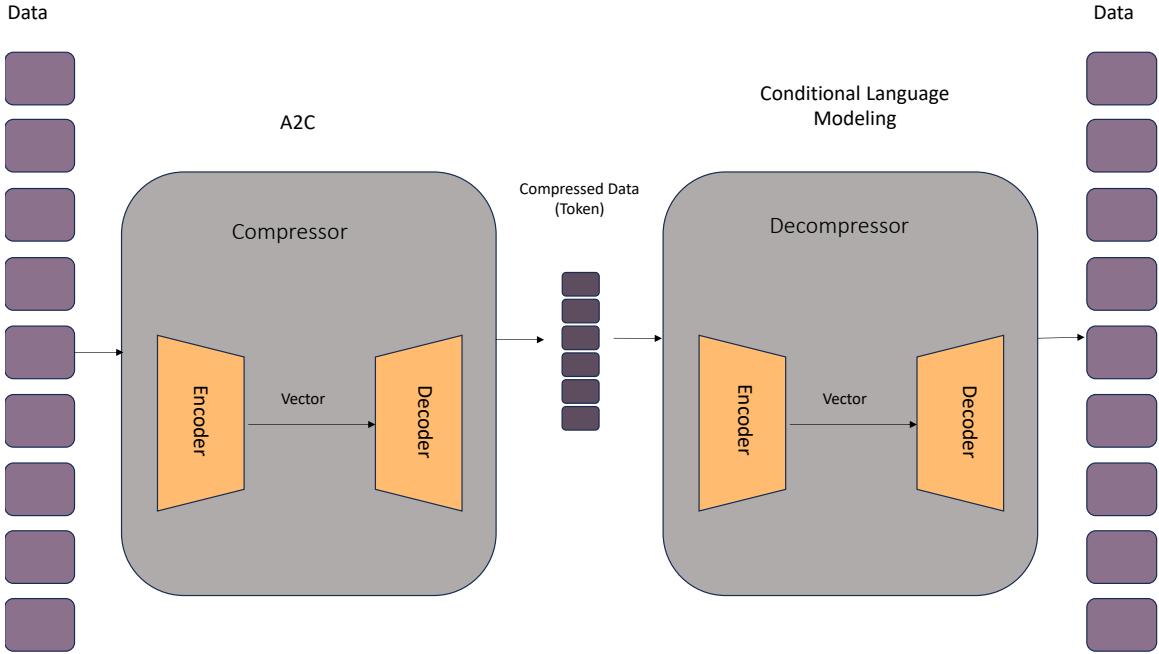 Data
Data
Conditional Language
Modeling
A2C
Compressed Data
(Token)
Compressor
Decompressor
Encoder
Vector
Decoder
Encoder
Vector
Decoder